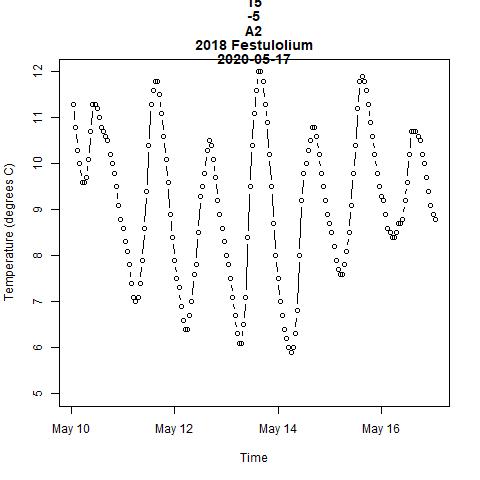 15
-5
A2
2018 Festulolium
2020-05-17
Temperature (degrees C)
12
11
10
9
8
7
6
5
May 10
May 12
May 14
May 16
Time